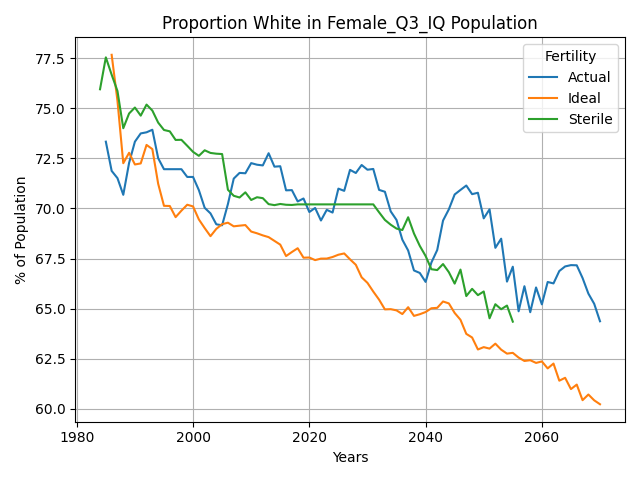 Proportion White in Female_Q3_IQ Population
% of Population
77.5
75.0
72.5
70.0
67.5
65.0
62.5
60.0
Fertility
Actual
Ideal
Sterile
1980
2000
2020
2040
2060
Years